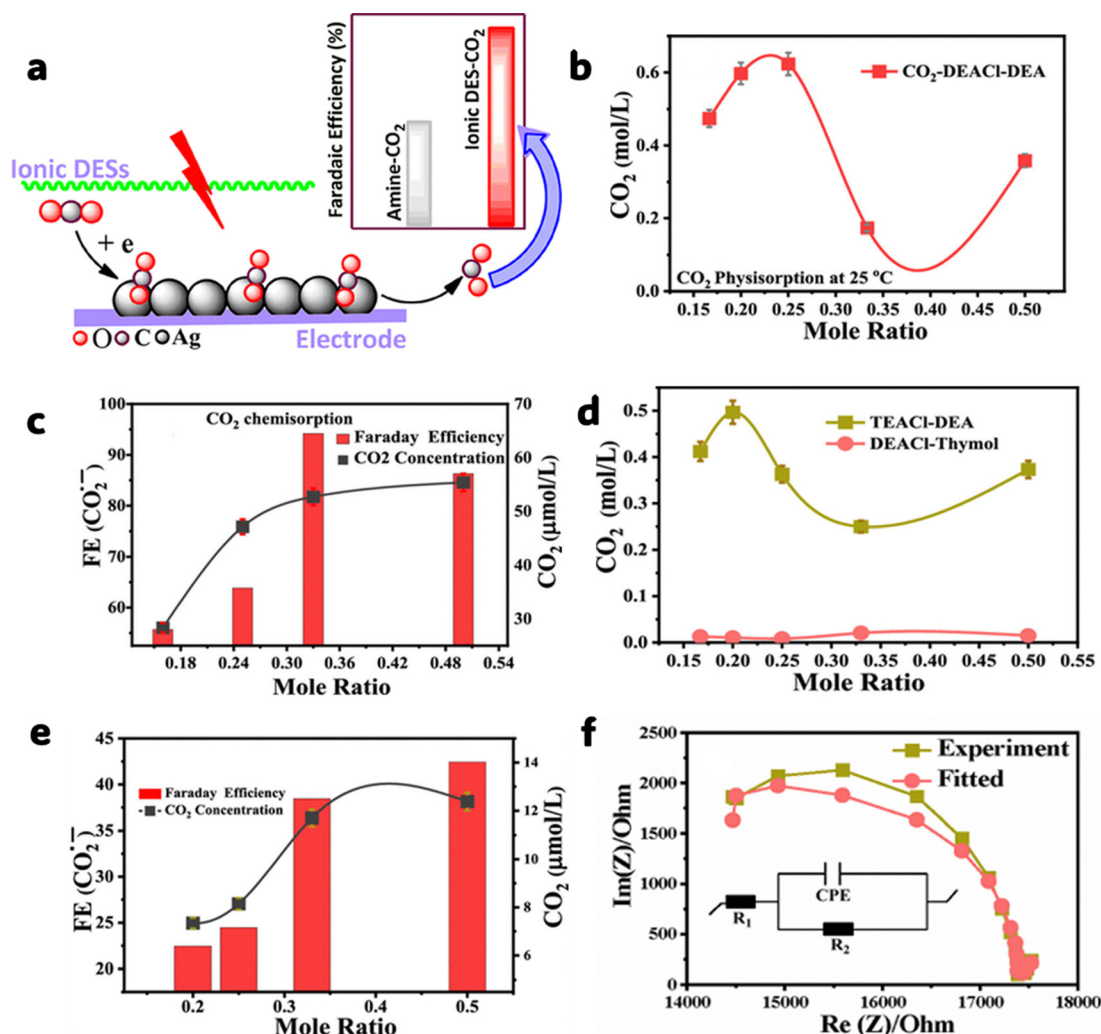 a
Faradaic Efficiency (%)
Amine-CO₂
Ionic DES-CO₂
Ionic DESs
+ e
O C Ag
Electrode
b
CO₂-DEACl-DEA
CO₂ (mol/L)
0.6
0.4
0.2
0.0
CO₂ Physisorption at 25 °C
0.15 0.20 0.25 0.30 0.35 0.40 0.45 0.50
Mole Ratio
c
CO₂ chemisorption
Faraday Efficiency
CO2 Concentration
FE (CO₂•−)
100
90
80
70
60
CO₂ (μmol/L)
70
60
50
40
30
0.18 0.24 0.30 0.36 0.42 0.48 0.54
Mole Ratio
d
TEACl-DEA
DEACl-Thymol
CO₂ (mol/L)
0.5
0.4
0.3
0.2
0.1
0.0
0.15 0.20 0.25 0.30 0.35 0.40 0.45 0.50 0.55
Mole Ratio
e
Faraday Efficiency
CO₂ Concentration
FE (CO₂•−)
45
40
35
30
25
20
CO₂ (μmol/L)
14
12
10
8
6
0.2 0.3 0.4 0.5
Mole Ratio
f
Experiment
Fitted
Im(Z)/Ohm
2500
2000
1500
1000
500
0
CPE
R₁
R₂
14000 15000 16000 17000 18000
Re (Z)/Ohm